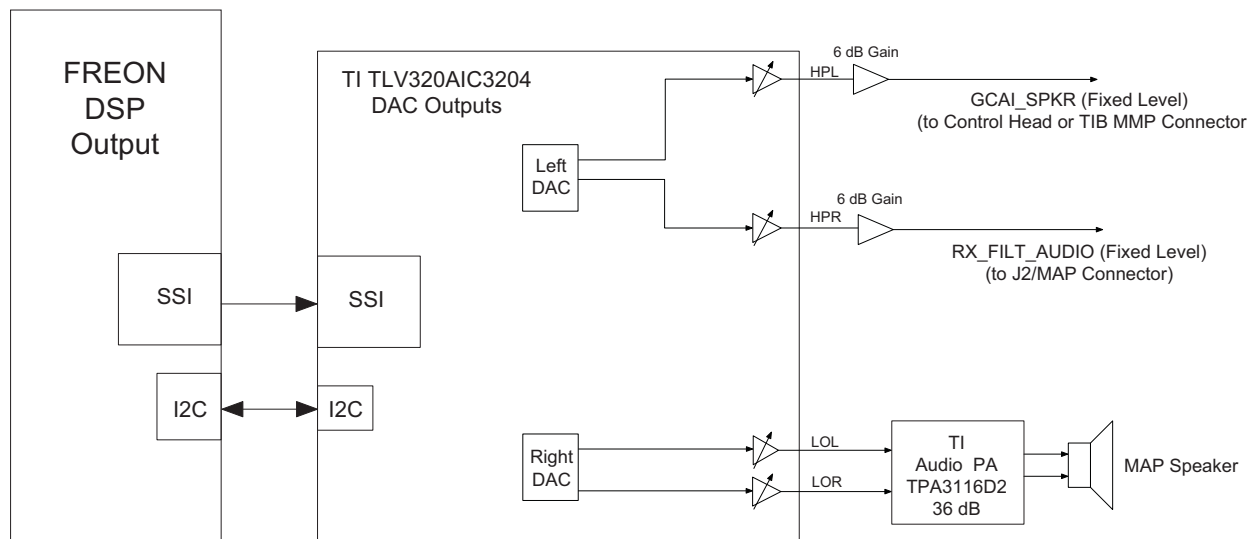 FREON
DSP
Output
SSI
I2C
TI TLV320AIC3204
DAC Outputs
SSI
I2C
Left
DAC
Right
DAC
HPL
6 dB Gain
GCAI_SPKR (Fixed Level)
(to Control Head or TIB MMP Connector
HPR
6 dB Gain
RX_FILT_AUDIO (Fixed Level)
(to J2/MAP Connector)
LOL
LOR
TI
Audio PA
TPA3116D2
36 dB
MAP Speaker